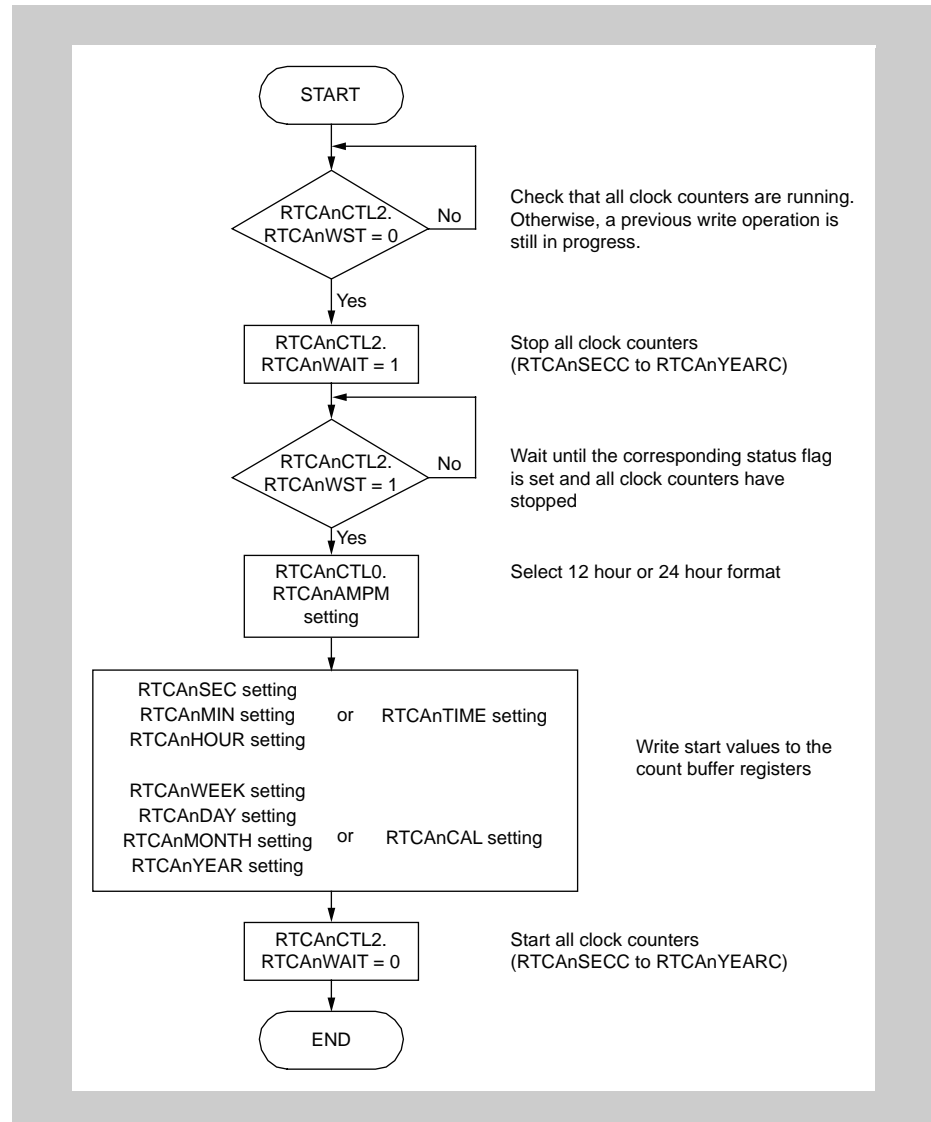 START
RTCAnCTL2.
RTCAnWST = 0
No
Check that all clock counters are running.
Otherwise, a previous write operation is
still in progress.
Yes
RTCAnCTL2.
RTCAnWAIT = 1
Stop all clock counters
(RTCAnSECC to RTCAnYEARC)
RTCAnCTL2.
RTCAnWST = 1
No
Wait until the corresponding status flag
is set and all clock counters have
stopped
Yes
RTCAnCTL0.
RTCAnAMPM
setting
Select 12 hour or 24 hour format
RTCAnSEC setting
RTCAnMIN setting
RTCAnHOUR setting
or
RTCAnTIME setting
RTCAnWEEK setting
RTCAnDAY setting
RTCAnMONTH setting
RTCAnYEAR setting
or
RTCAnCAL setting
Write start values to the
count buffer registers
RTCAnCTL2.
RTCAnWAIT = 0
Start all clock counters
(RTCAnSECC to RTCAnYEARC)
END